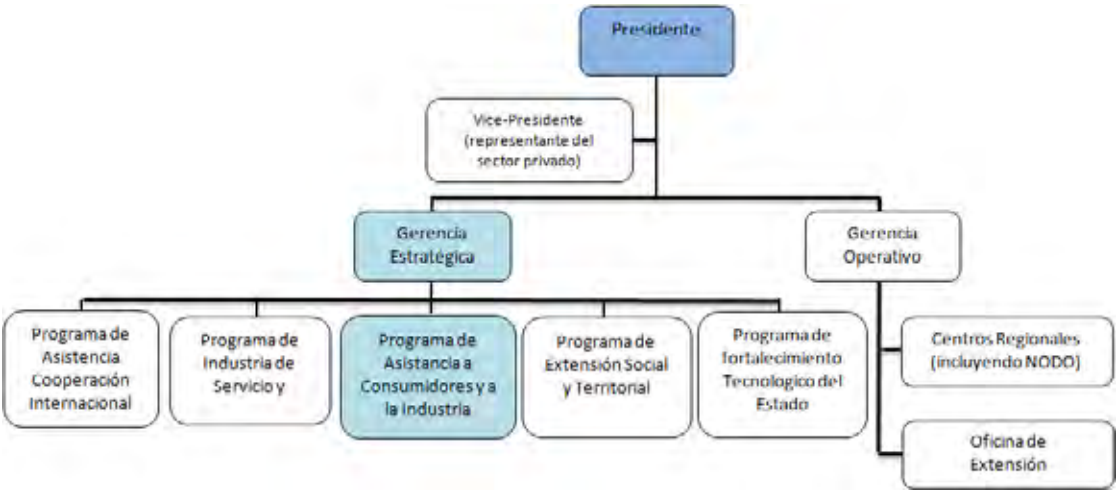 Presidente
Vice-Presidente
(representante del
sector privado)
Gerencia
Estratégica
Gerencia
Operativo
Programa de
Asistencia
Cooperación
Internacional
Programa de
Industria de
Servicio y
Programa de
Asistancia a
Consumidores y a
la Industria
Programa de
Extensión Social
y Territorial
Programa de
fortalecimiento
Tecnologico del
Estado
Centros Regionales
(incluyendo NODO)
Oficina de
Extensión